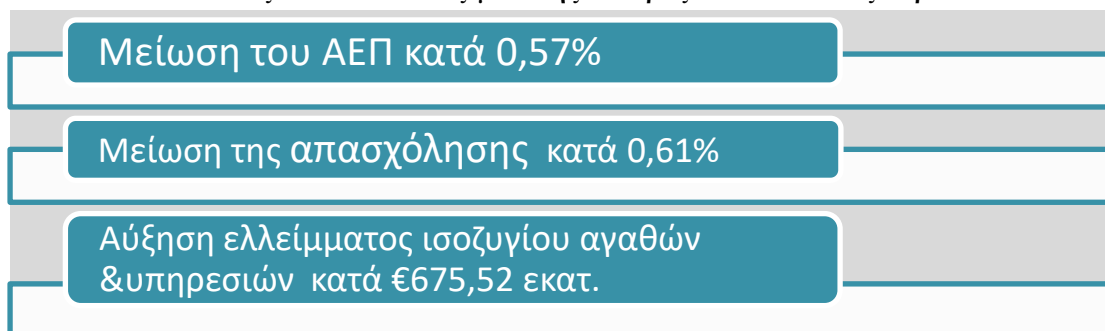 Μείωση του ΑΕΠ κατά 0,57%
Μείωση της απασχόλησης κατά 0,61%
Αύξηση ελλείμματος ισοζυγίου αγαθών
&υπηρεσιών κατά €675,52 εκατ.